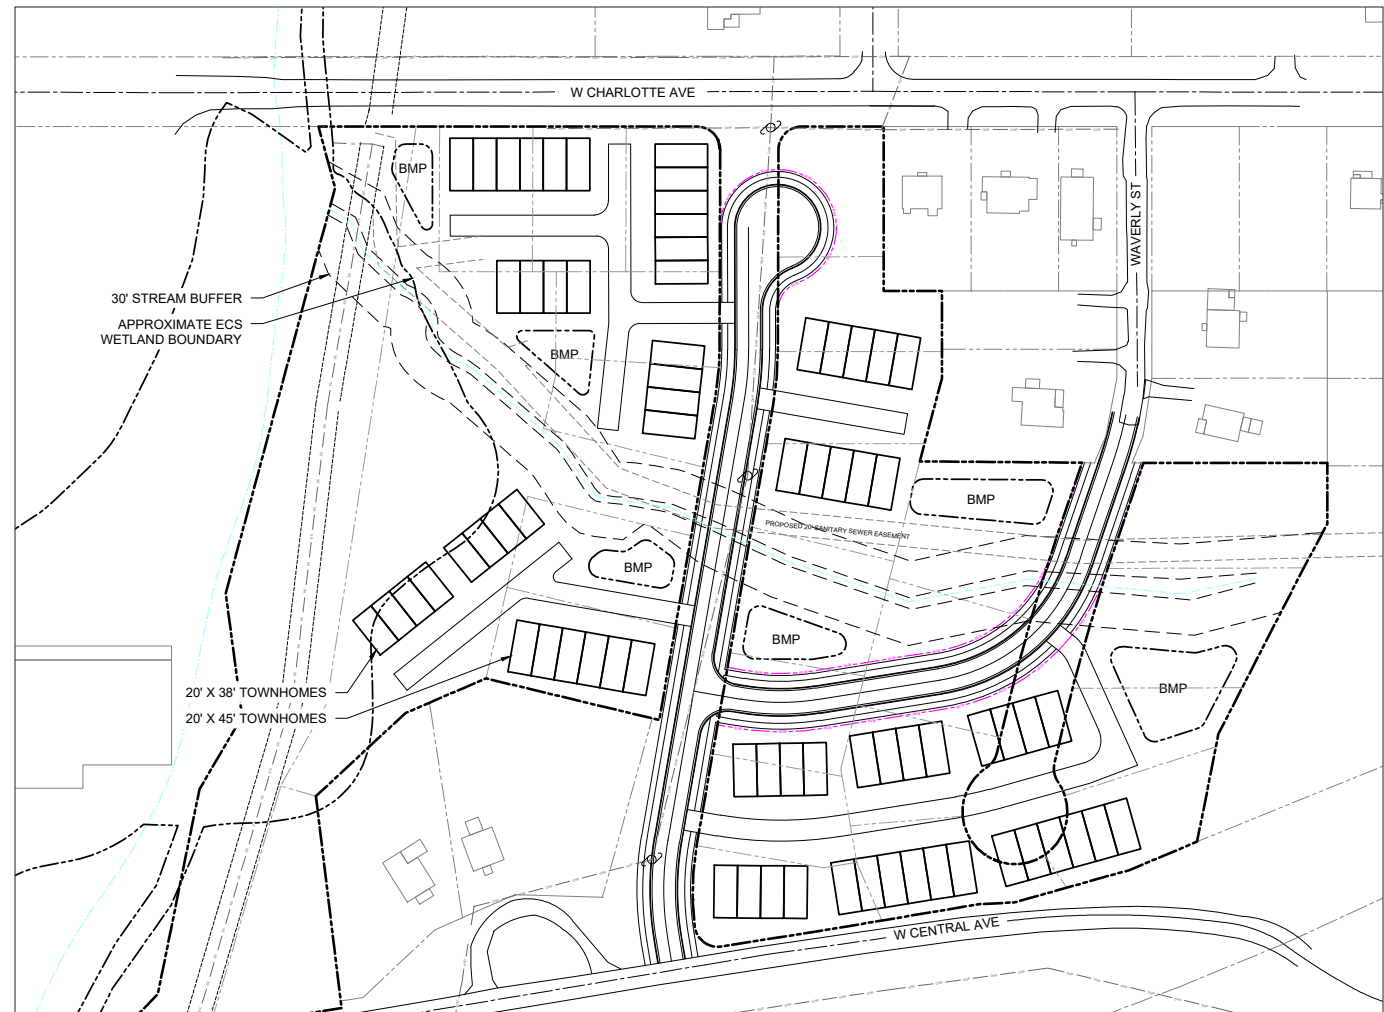 W CHARLOTTE AVE
BMP
WAVERLY ST
30' STREAM BUFFER
APPROXIMATE ECS
WETLAND BOUNDARY
BMP
BMP
PROPOSED 20' SANITARY SEWER EASEMENT
BMP
BMP
20' X 38' TOWNHOMES
20' X 45' TOWNHOMES
BMP
W CENTRAL AVE